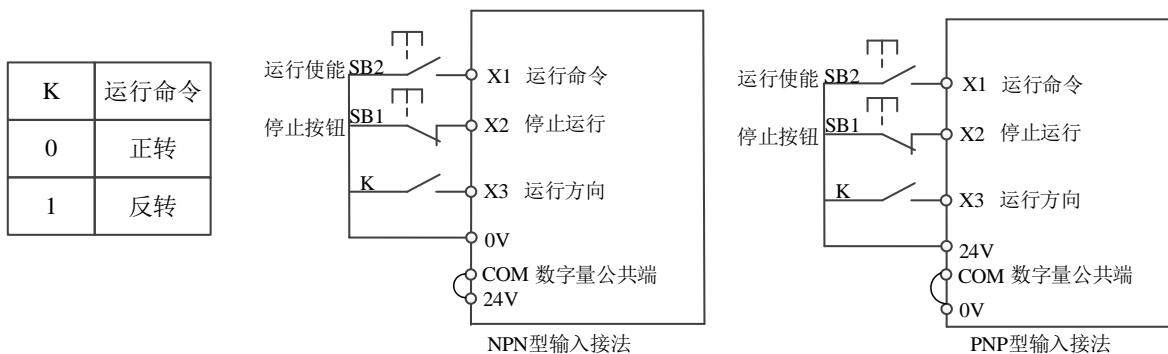 K 运行命令
0 正转
1 反转
运行使能 SB2 X1 运行命令
停止按钮 SB1 X2 停止运行
K X3 运行方向
0V
COM 数字量公共端
24V
NPN型输入接法
运行使能 SB2 X1 运行命令
停止按钮 SB1 X2 停止运行
K X3 运行方向
24V
COM 数字量公共端
0V
PNP型输入接法